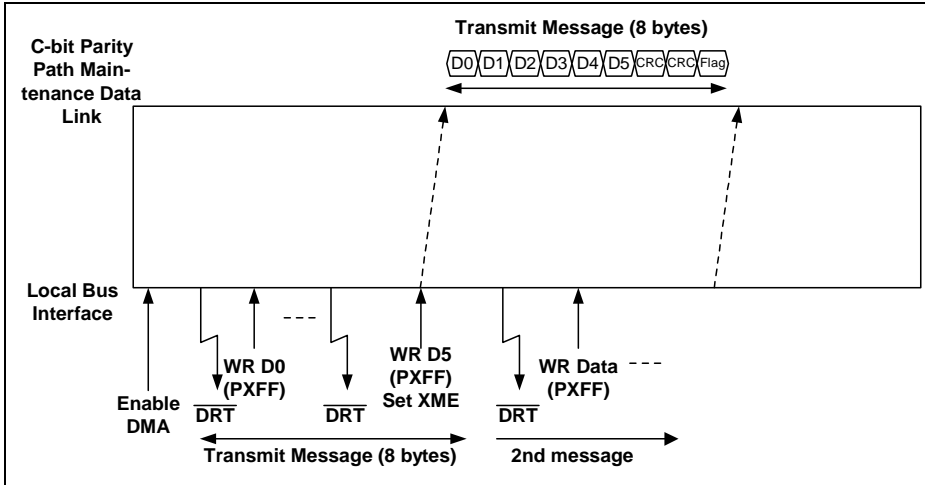 Transmit Message (8 bytes)
C-bit Parity
Path Main-
tenance Data
Link
D0 D1 D2 D3 D4 D5 CRC CRC Flag
Local Bus
Interface
WR D0
(PXFF)
WR D5
(PXFF)
Set XME
WR Data
(PXFF)
Enable
DMA
DRT
DRT
DRT
Transmit Message (8 bytes)
2nd message